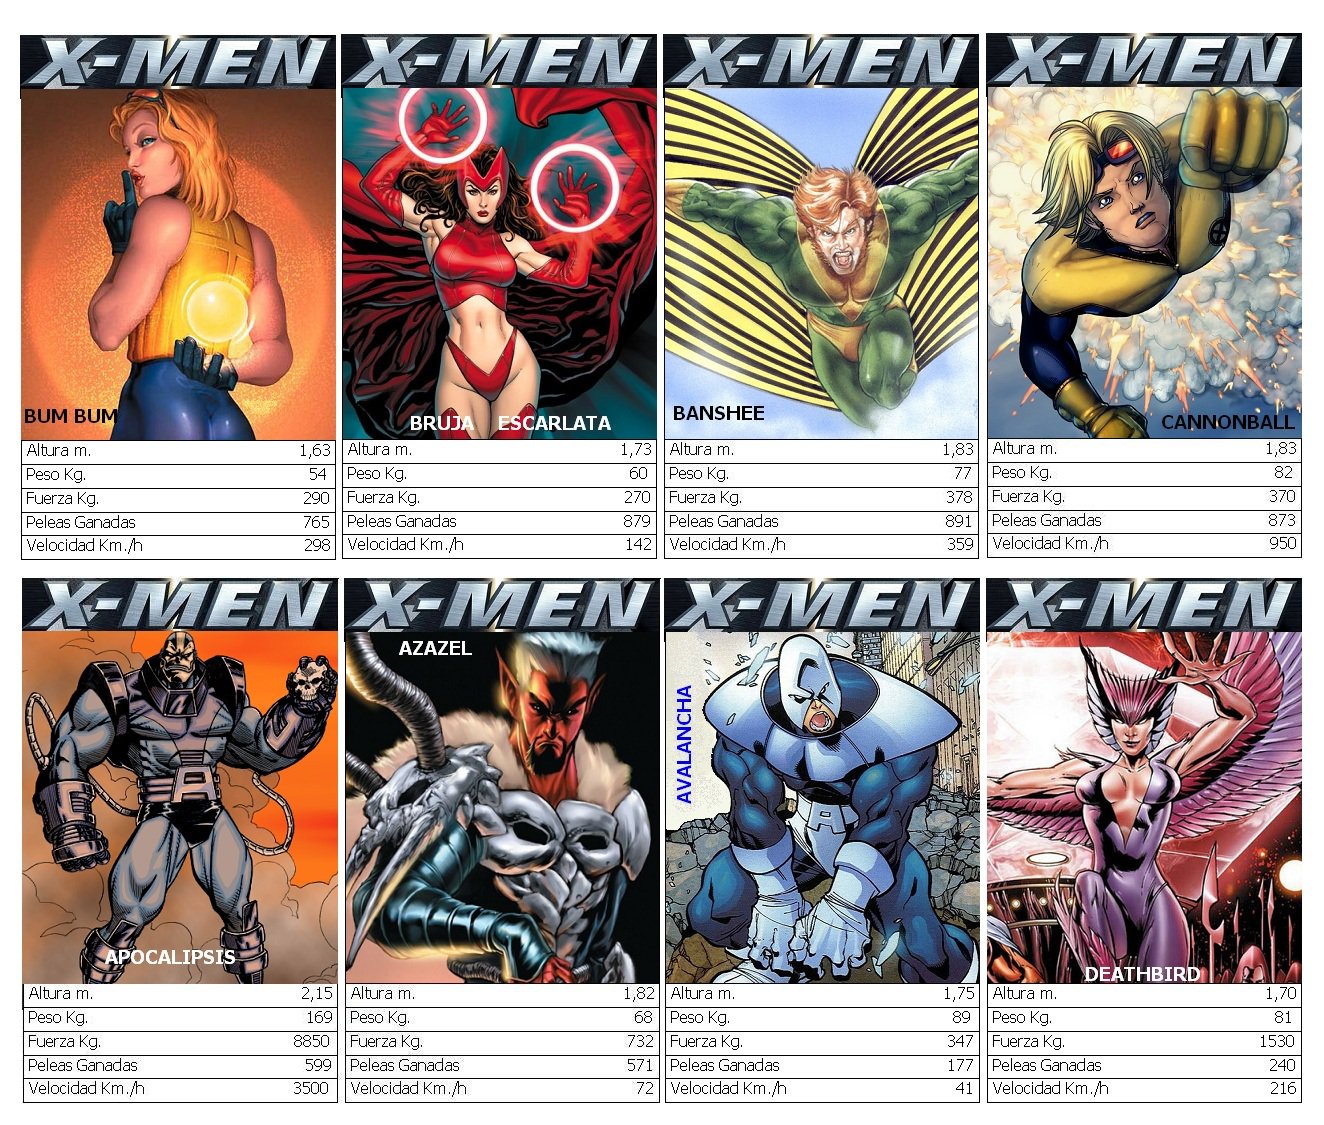 X-MEN
BUM BUM
Altura m. 1,63
Peso Kg. 54
Fuerza Kg. 290
Peleas Ganadas 765
Velocidad Km./h 298
X-MEN
BRUJA ESCARLATA
Altura m. 1,73
Peso Kg. 60
Fuerza Kg. 270
Peleas Ganadas 879
Velocidad Km./h 142
X-MEN
BANSHEE
Altura m. 1,83
Peso Kg. 77
Fuerza Kg. 378
Peleas Ganadas 891
Velocidad Km./h 359
X-MEN
CANNONBALL
Altura m. 1,83
Peso Kg. 82
Fuerza Kg. 370
Peleas Ganadas 873
Velocidad Km./h 950
X-MEN
APOCALIPSIS
Altura m. 2,15
Peso Kg. 169
Fuerza Kg. 8850
Peleas Ganadas 599
Velocidad Km./h 3500
X-MEN
AZAZEL
Altura m. 1,82
Peso Kg. 68
Fuerza Kg. 732
Peleas Ganadas 571
Velocidad Km./h 72
X-MEN
AVALANCHA
Altura m. 1,75
Peso Kg. 89
Fuerza Kg. 347
Peleas Ganadas 177
Velocidad Km./h 41
X-MEN
DEATHBIRD
Altura m. 1,70
Peso Kg. 81
Fuerza Kg. 1530
Peleas Ganadas 240
Velocidad Km./h 216